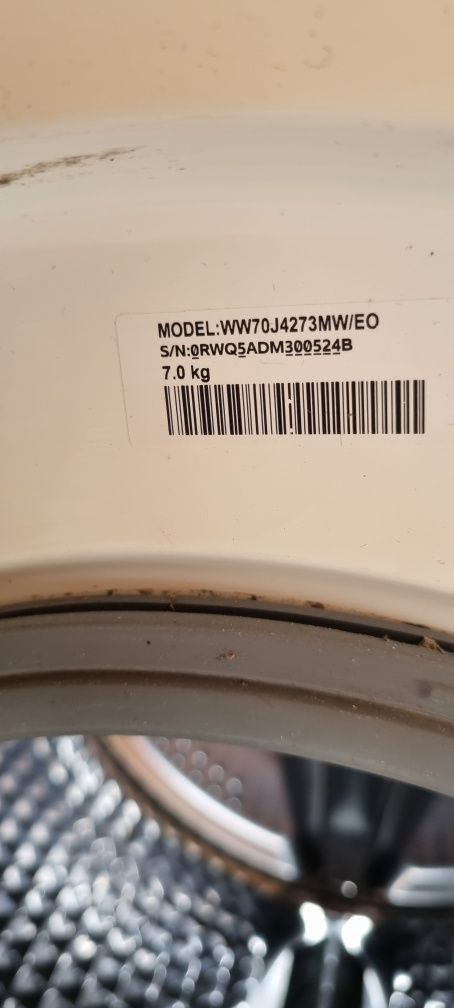 MODEL:WW70J4273MW/EO
S/N:0RWQ5ADM300524B
7.0 kg